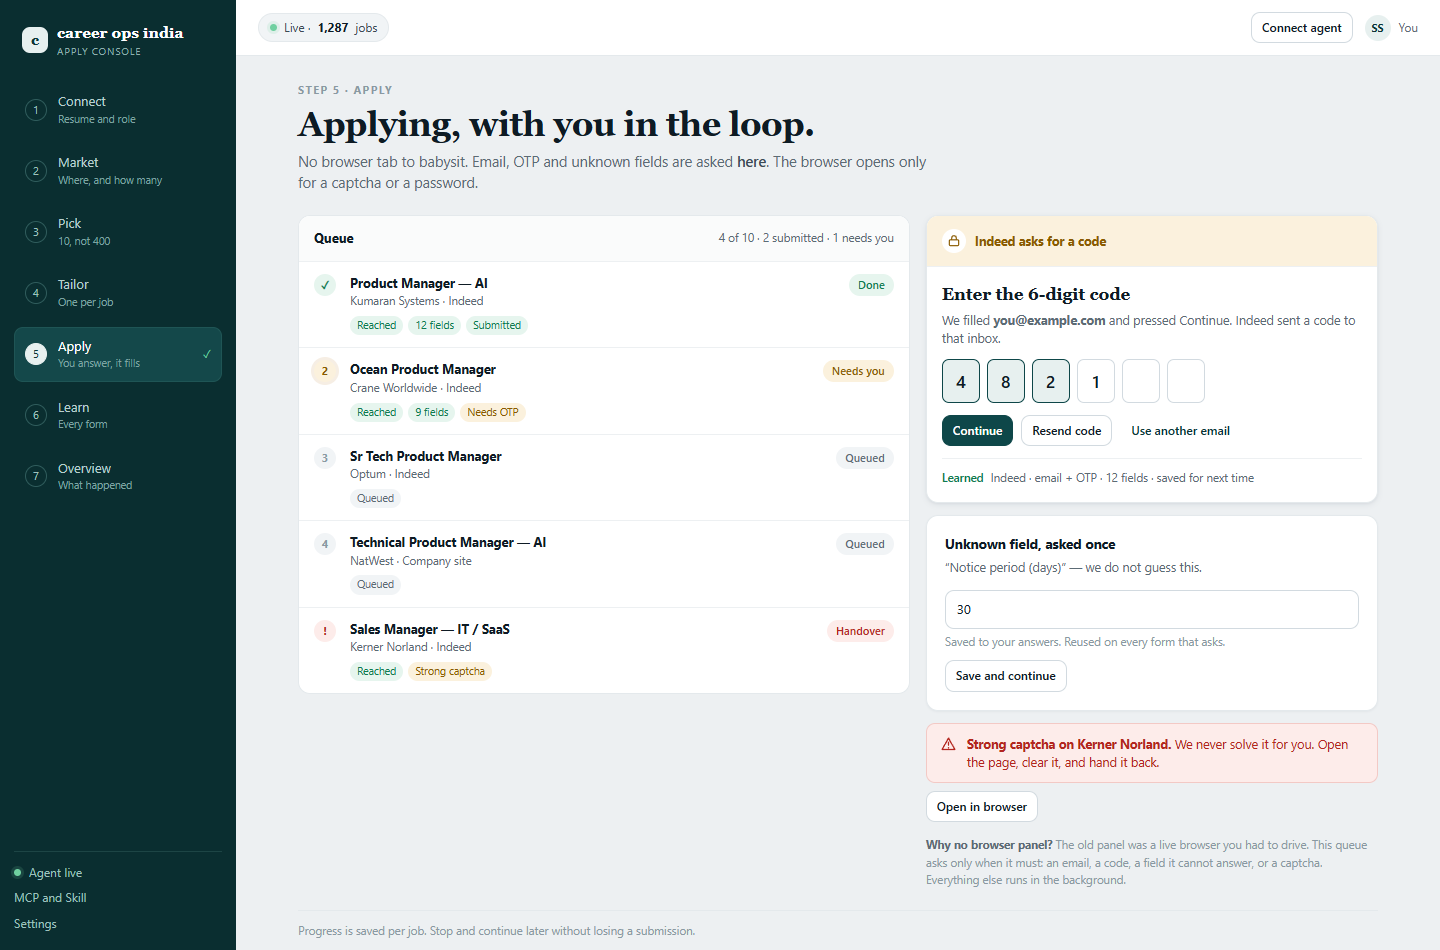 c
career ops india
APPLY CONSOLE
1
Connect
Resume and role
2
Market
Where, and how many
3
Pick
10, not 400
4
Tailor
One per job
5
Apply
You answer, it fills
✓
6
Learn
Every form
7
Overview
What happened
Agent live
MCP and Skill
Settings
Live · 1,287 jobs
Connect agent
SS
You
STEP 5 · APPLY
Applying, with you in the loop.
No browser tab to babysit. Email, OTP and unknown fields are asked here. The browser opens only
for a captcha or a password.
Queue
4 of 10 · 2 submitted · 1 needs you
✓
Product Manager — AI
Done
Kumaran Systems · Indeed
Reached 12 fields Submitted
2
Ocean Product Manager
Needs you
Crane Worldwide · Indeed
Reached 9 fields Needs OTP
3
Sr Tech Product Manager
Queued
Optum · Indeed
Queued
4
Technical Product Manager — AI
Queued
NatWest · Company site
Queued
!
Sales Manager — IT / SaaS
Handover
Kerner Norland · Indeed
Reached Strong captcha
Indeed asks for a code
Enter the 6-digit code
We filled you@example.com and pressed Continue. Indeed sent a code to
that inbox.
4 8 2 1
Continue Resend code Use another email
Learned Indeed · email + OTP · 12 fields · saved for next time
Unknown field, asked once
“Notice period (days)” — we do not guess this.
30
Saved to your answers. Reused on every form that asks.
Save and continue
Strong captcha on Kerner Norland. We never solve it for you. Open
the page, clear it, and hand it back.
Open in browser
Why no browser panel? The old panel was a live browser you had to drive. This queue
asks only when it must: an email, a code, a field it cannot answer, or a captcha.
Everything else runs in the background.
Progress is saved per job. Stop and continue later without losing a submission.